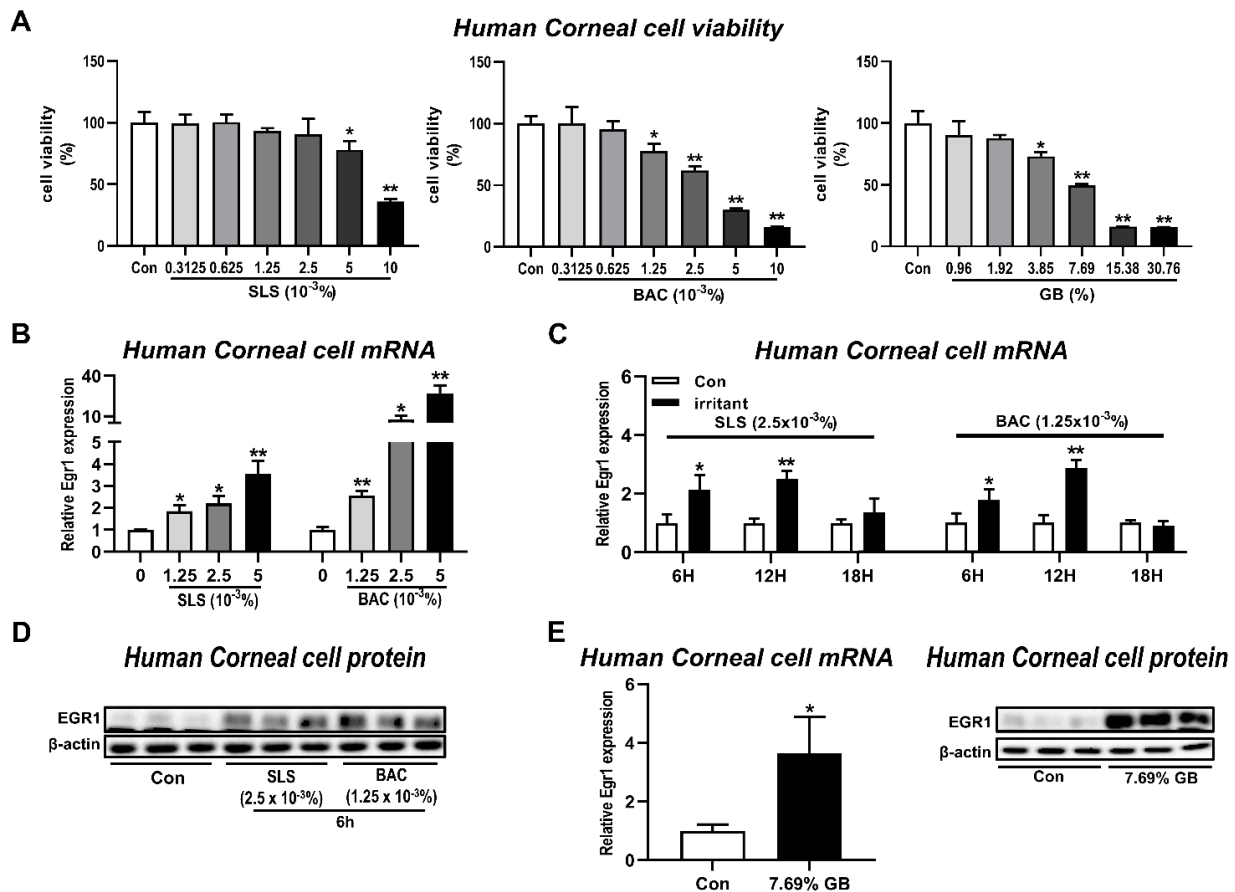 A
Human Corneal cell viability
cell viability
(%)
150
100
50
0
* **
Con 0.3125 0.625 1.25 2.5 5 10
SLS (10-3%)
cell viability
(%)
150
100
50
0
* ** ** **
Con 0.3125 0.625 1.25 2.5 5 10
BAC (10-3%)
cell viability
(%)
150
100
50
0
* ** ** **
Con 0.96 1.92 3.85 7.69 15.38 30.76
GB (%)
B
Human Corneal cell mRNA
Relative Egr1 expression
40
10
5
4
3
2
1
0
* * ** ** * **
0 1.25 2.5 5 0 1.25 2.5 5
SLS (10-3%) BAC (10-3%)
C
Human Corneal cell mRNA
Relative Egr1 expression
6
4
2
0
Con
irritant
SLS (2.5x10-3%) BAC (1.25x10-3%)
* ** * **
6H 12H 18H 6H 12H 18H
D
Human Corneal cell protein
EGR1
β-actin
Con SLS BAC
(2.5 x 10-3%) (1.25 x 10-3%)
6h
E
Human Corneal cell mRNA
Relative Egr1 expression
6
4
2
0
*
Con 7.69% GB
Human Corneal cell protein
EGR1
β-actin
Con 7.69% GB